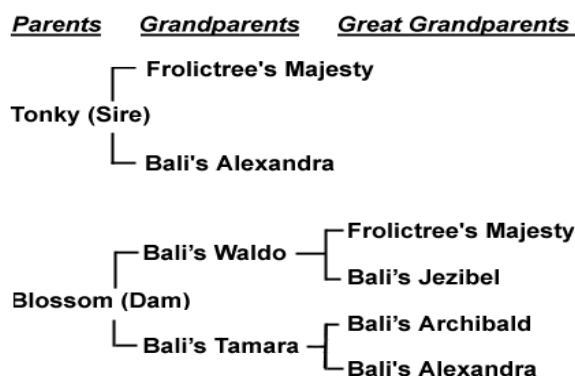 Parents Grandparents Great Grandparents
Frolictree's Majesty
Tonky (Sire)
Bali's Alexandra
Frolictree's Majesty
Bali’s Waldo
Bali’s Jezibel
Blossom (Dam)
Bali’s Archibald
Bali’s Tamara
Bali's Alexandra